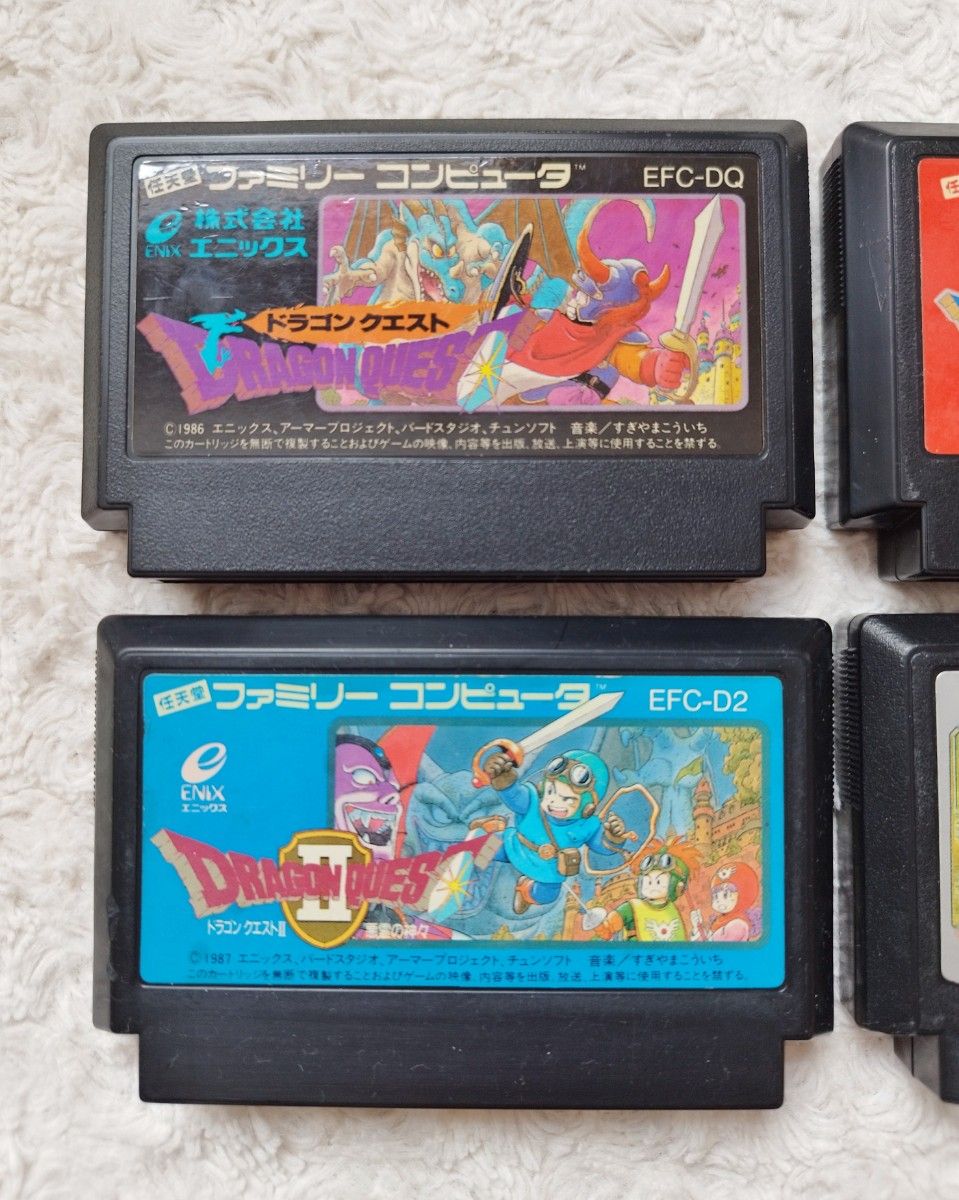 任天堂 ファミリー コンピュータ™ EFC-DQ
ENIX 株式会社
エニックス
ドラゴン クエスト
DRAGON QUEST
Ⓒ1986 エニックス、アーマープロジェクト、バードスタジオ、チュンソフト 音楽／すぎやまこういち
このカートリッジを無断で複製することおよびゲームの映像、内容等を出版、放送、上演等に使用することを禁ずる。
任天堂 ファミリー コンピュータ™ EFC-D2
ENIX
エニックス
DRAGON QUEST
II
ドラゴン クエストII 悪霊の神々
Ⓒ1987 エニックス、バードスタジオ、アーマープロジェクト、チュンソフト 音楽／すぎやまこういち
このカートリッジを無断で複製することおよびゲームの映像、内容等を出版、放送、上演等に使用することを禁ずる。